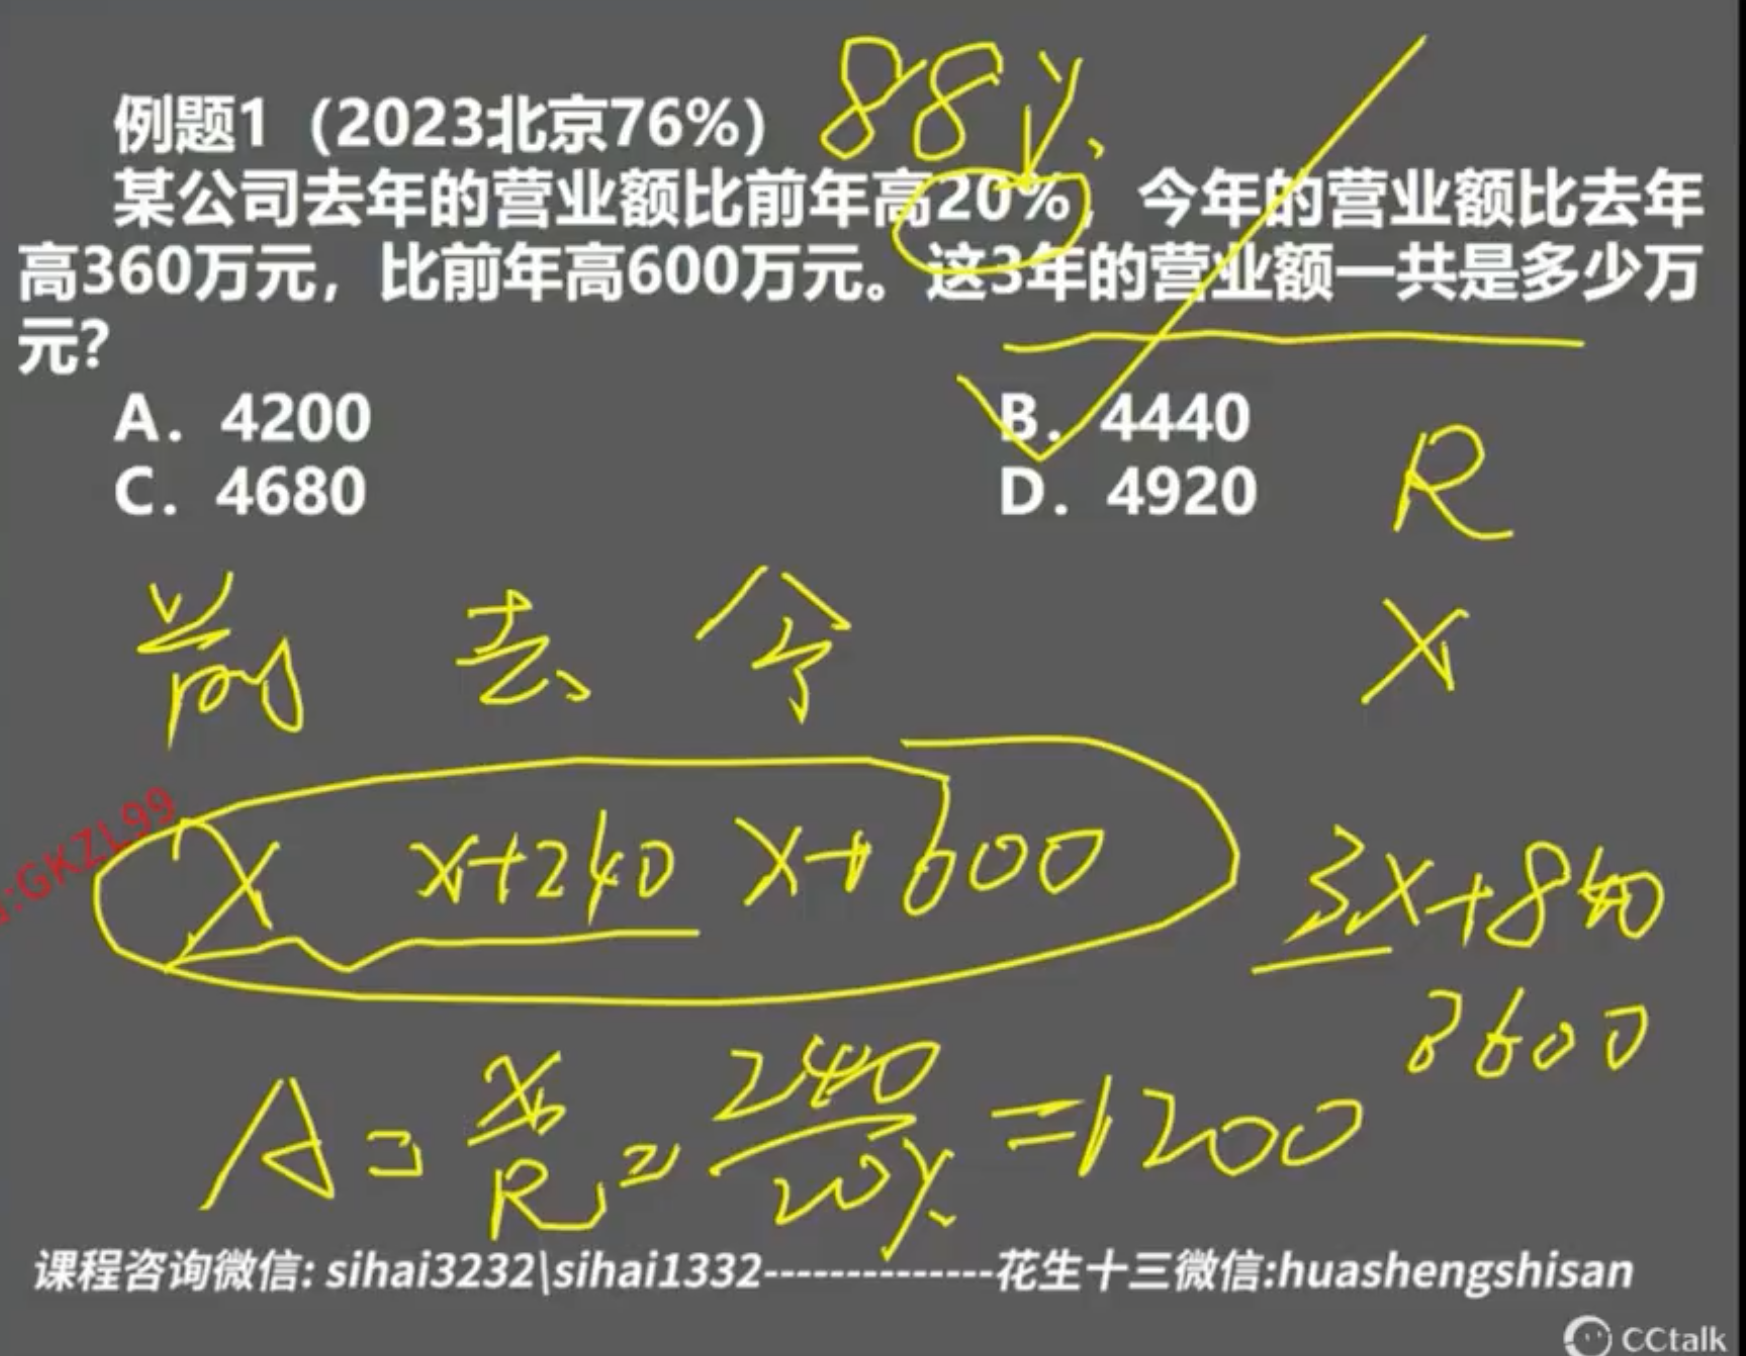 88%
例题1（2023北京76%）
某公司去年的营业额比前年高20%，今年的营业额比去年
高360万元，比前年高600万元。这3年的营业额一共是多少万
元？
A．4200
B．4440
C．4680
D．4920
R
前 去 今
X
X x+240 X+600
3X+840
3600
A=X/R=240/20%=1200
:GKZL99
课程咨询微信: sihai3232\sihai1332--------------花生十三微信:huashengshisan
CCtalk